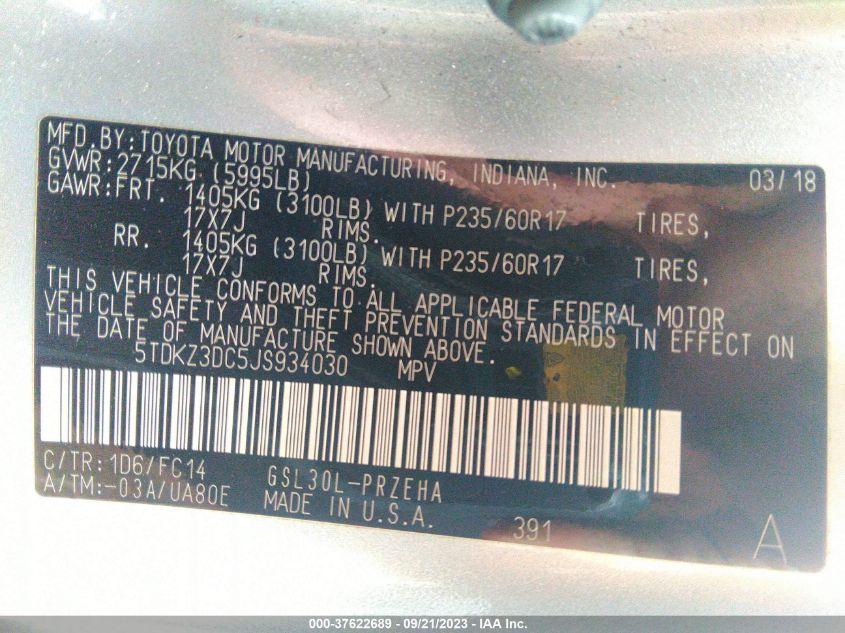 MFD.BY:TOYOTA MOTOR MANUFACTURING, INDIANA, INC. 03/18
GVWR:2715KG (5995LB)
GAWR:FRT. 1405KG (3100LB) WITH P235/60R17 TIRES,
17X7J RIMS.
RR. 1405KG (3100LB) WITH P235/60R17 TIRES,
17X7J RIMS.
THIS VEHICLE CONFORMS TO ALL APPLICABLE FEDERAL MOTOR
VEHICLE SAFETY AND THEFT PREVENTION STANDARDS IN EFFECT ON
THE DATE OF MANUFACTURE SHOWN ABOVE.
5TDKZ3DC5JS934030 MPV
C/TR:1D6/FC14 GSL30L-PRZEHA
A/TM:-03A/UA80E MADE IN U.S.A. 391 A
000-37622689 - 09/21/2023 - IAA Inc.